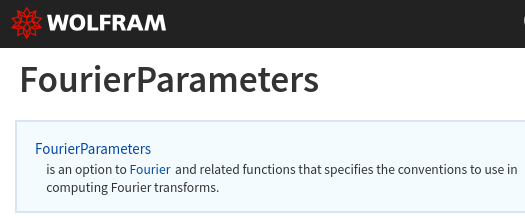 WOLFRAM
FourierParameters
FourierParameters
is an option to Fourier and related functions that specifies the conventions to use in
computing Fourier transforms.